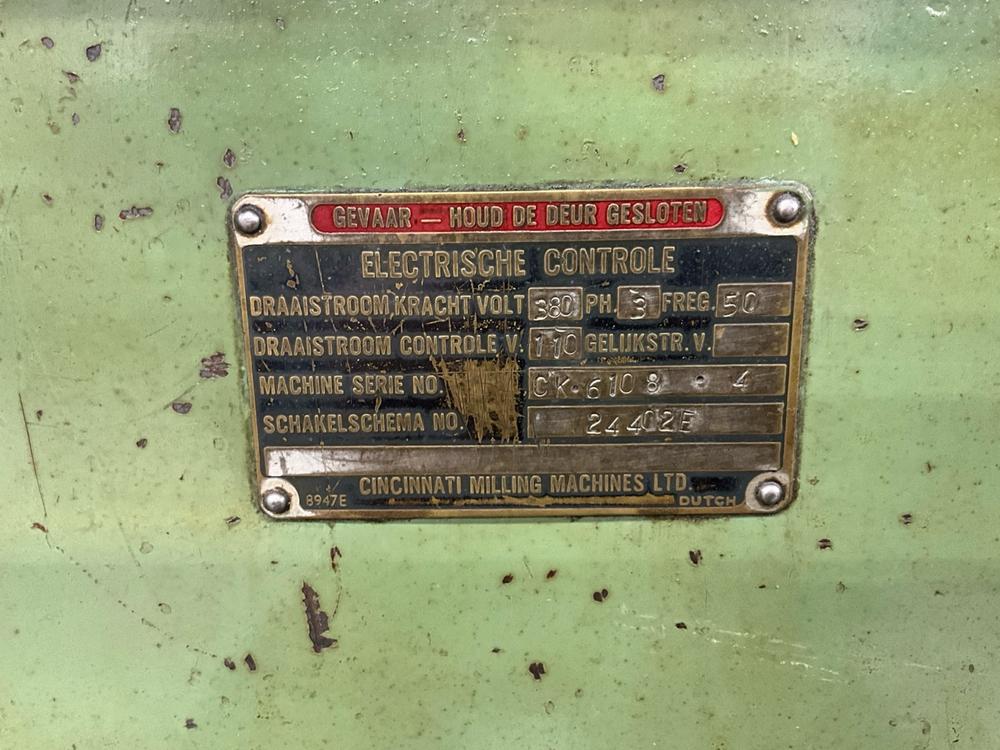 GEVAAR — HOUD DE DEUR GESLOTEN
ELECTRISCHE CONTROLE
DRAAISTROOM, KRACHT VOLT 380 PH. 3 FREG. 50
DRAAISTROOM CONTROLE V. 110 GELIJKSTR. V.
MACHINE SERIE NO. CK·6108 · 4
SCHAKELSCHEMA NO. 24402E
CINCINNATI MILLING MACHINES LTD.
8947E DUTCH